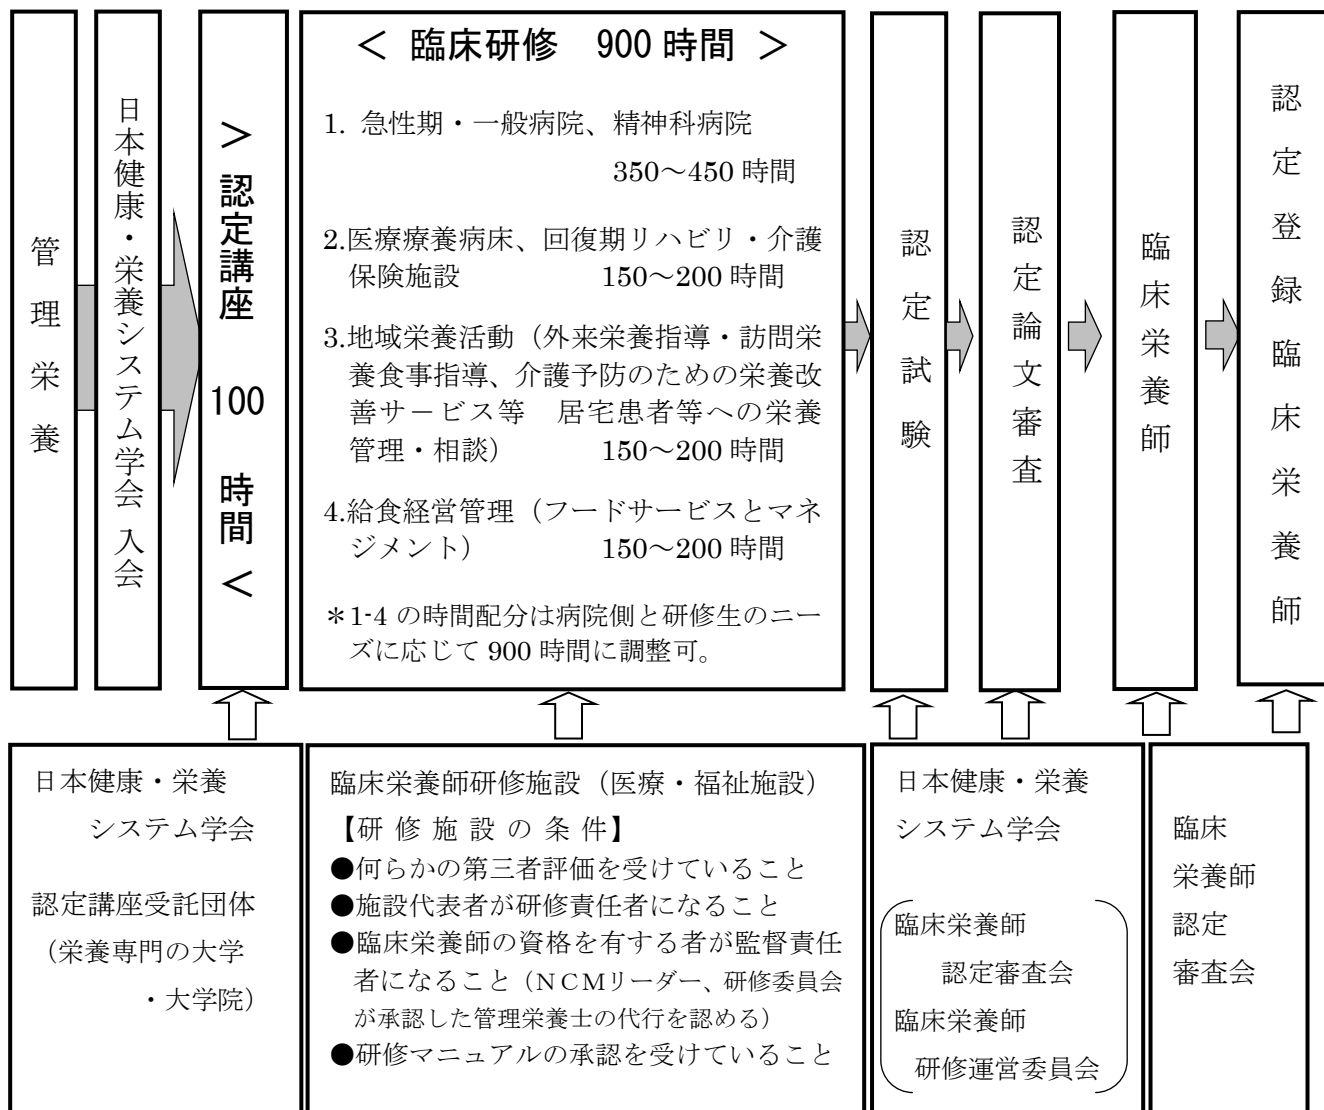 管理栄養
日本健康・栄養システム学会 入会
＞ 認定講座 100 時間 ＜
＜ 臨床研修 900 時間 ＞
1. 急性期・一般病院、精神科病院
350～450 時間
2.医療療養病床、回復期リハビリ・介護
保険施設 150～200 時間
3.地域栄養活動（外来栄養指導・訪問栄
養食事指導、介護予防のための栄養改
善サ－ビス等 居宅患者等への栄養
管理・相談） 150～200 時間
4.給食経営管理（フードサービスとマネ
ジメント） 150～200 時間
＊1-4 の時間配分は病院側と研修生のニー
ズに応じて 900 時間に調整可。
認定試験
認定論文審査
臨床栄養師
認定登録臨床栄養師
日本健康・栄養
システム学会
認定講座受託団体
（栄養専門の大学
・大学院）
臨床栄養師研修施設（医療・福祉施設）
【研 修 施 設 の 条 件】
●何らかの第三者評価を受けていること
●施設代表者が研修責任者になること
●臨床栄養師の資格を有する者が監督責任
者になること（ＮＣＭリーダー、研修委員会
が承認した管理栄養士の代行を認める）
●研修マニュアルの承認を受けていること
日本健康・栄養
システム学会
臨床栄養師
認定審査会
臨床栄養師
研修運営委員会
臨床
栄養師
認定
審査会